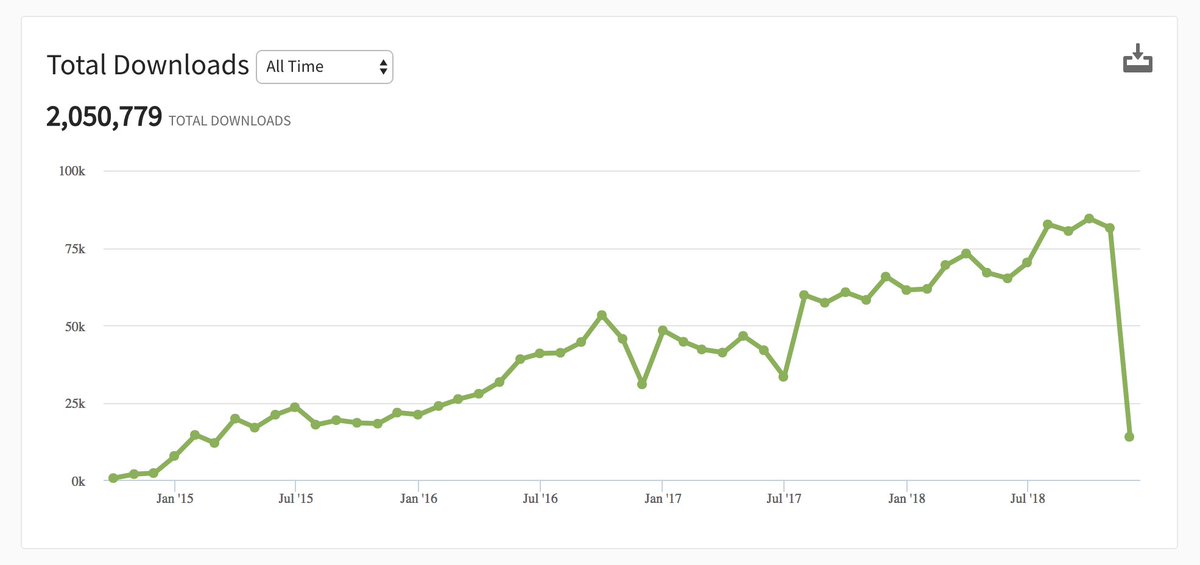 Total Downloads All Time
2,050,779 TOTAL DOWNLOADS
100k
75k
50k
25k
0k
Jan '15 Jul '15 Jan '16 Jul '16 Jan '17 Jul '17 Jan '18 Jul '18